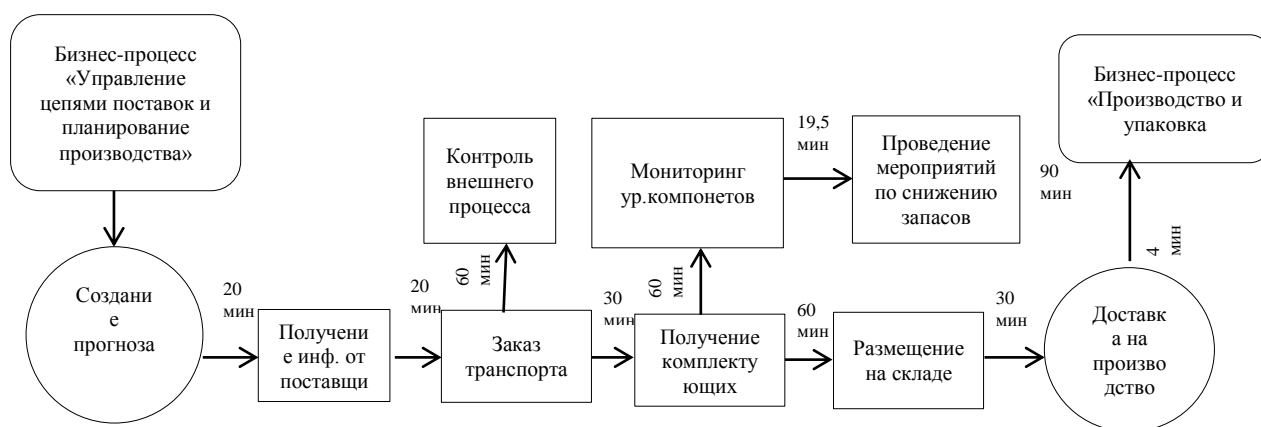 Бизнес-процесс
«Управление
цепями поставок и
планирование
производства»
Бизнес-процесс
«Производство и
упаковка
Контроль
внешнего
процесса
Мониторинг
ур.компонетов
19,5
мин
Проведение
мероприятий
по снижению
запасов
90
мин
Создани
е
прогноза
20
мин
Получени
е инф. от
поставщи
20
мин
60
мин
Заказ
транспорта
30
мин
60
мин
Получение
комплекту
ющих
60
мин
Размещение
на складе
30
мин
4
мин
Доставк
а на
произво
дство